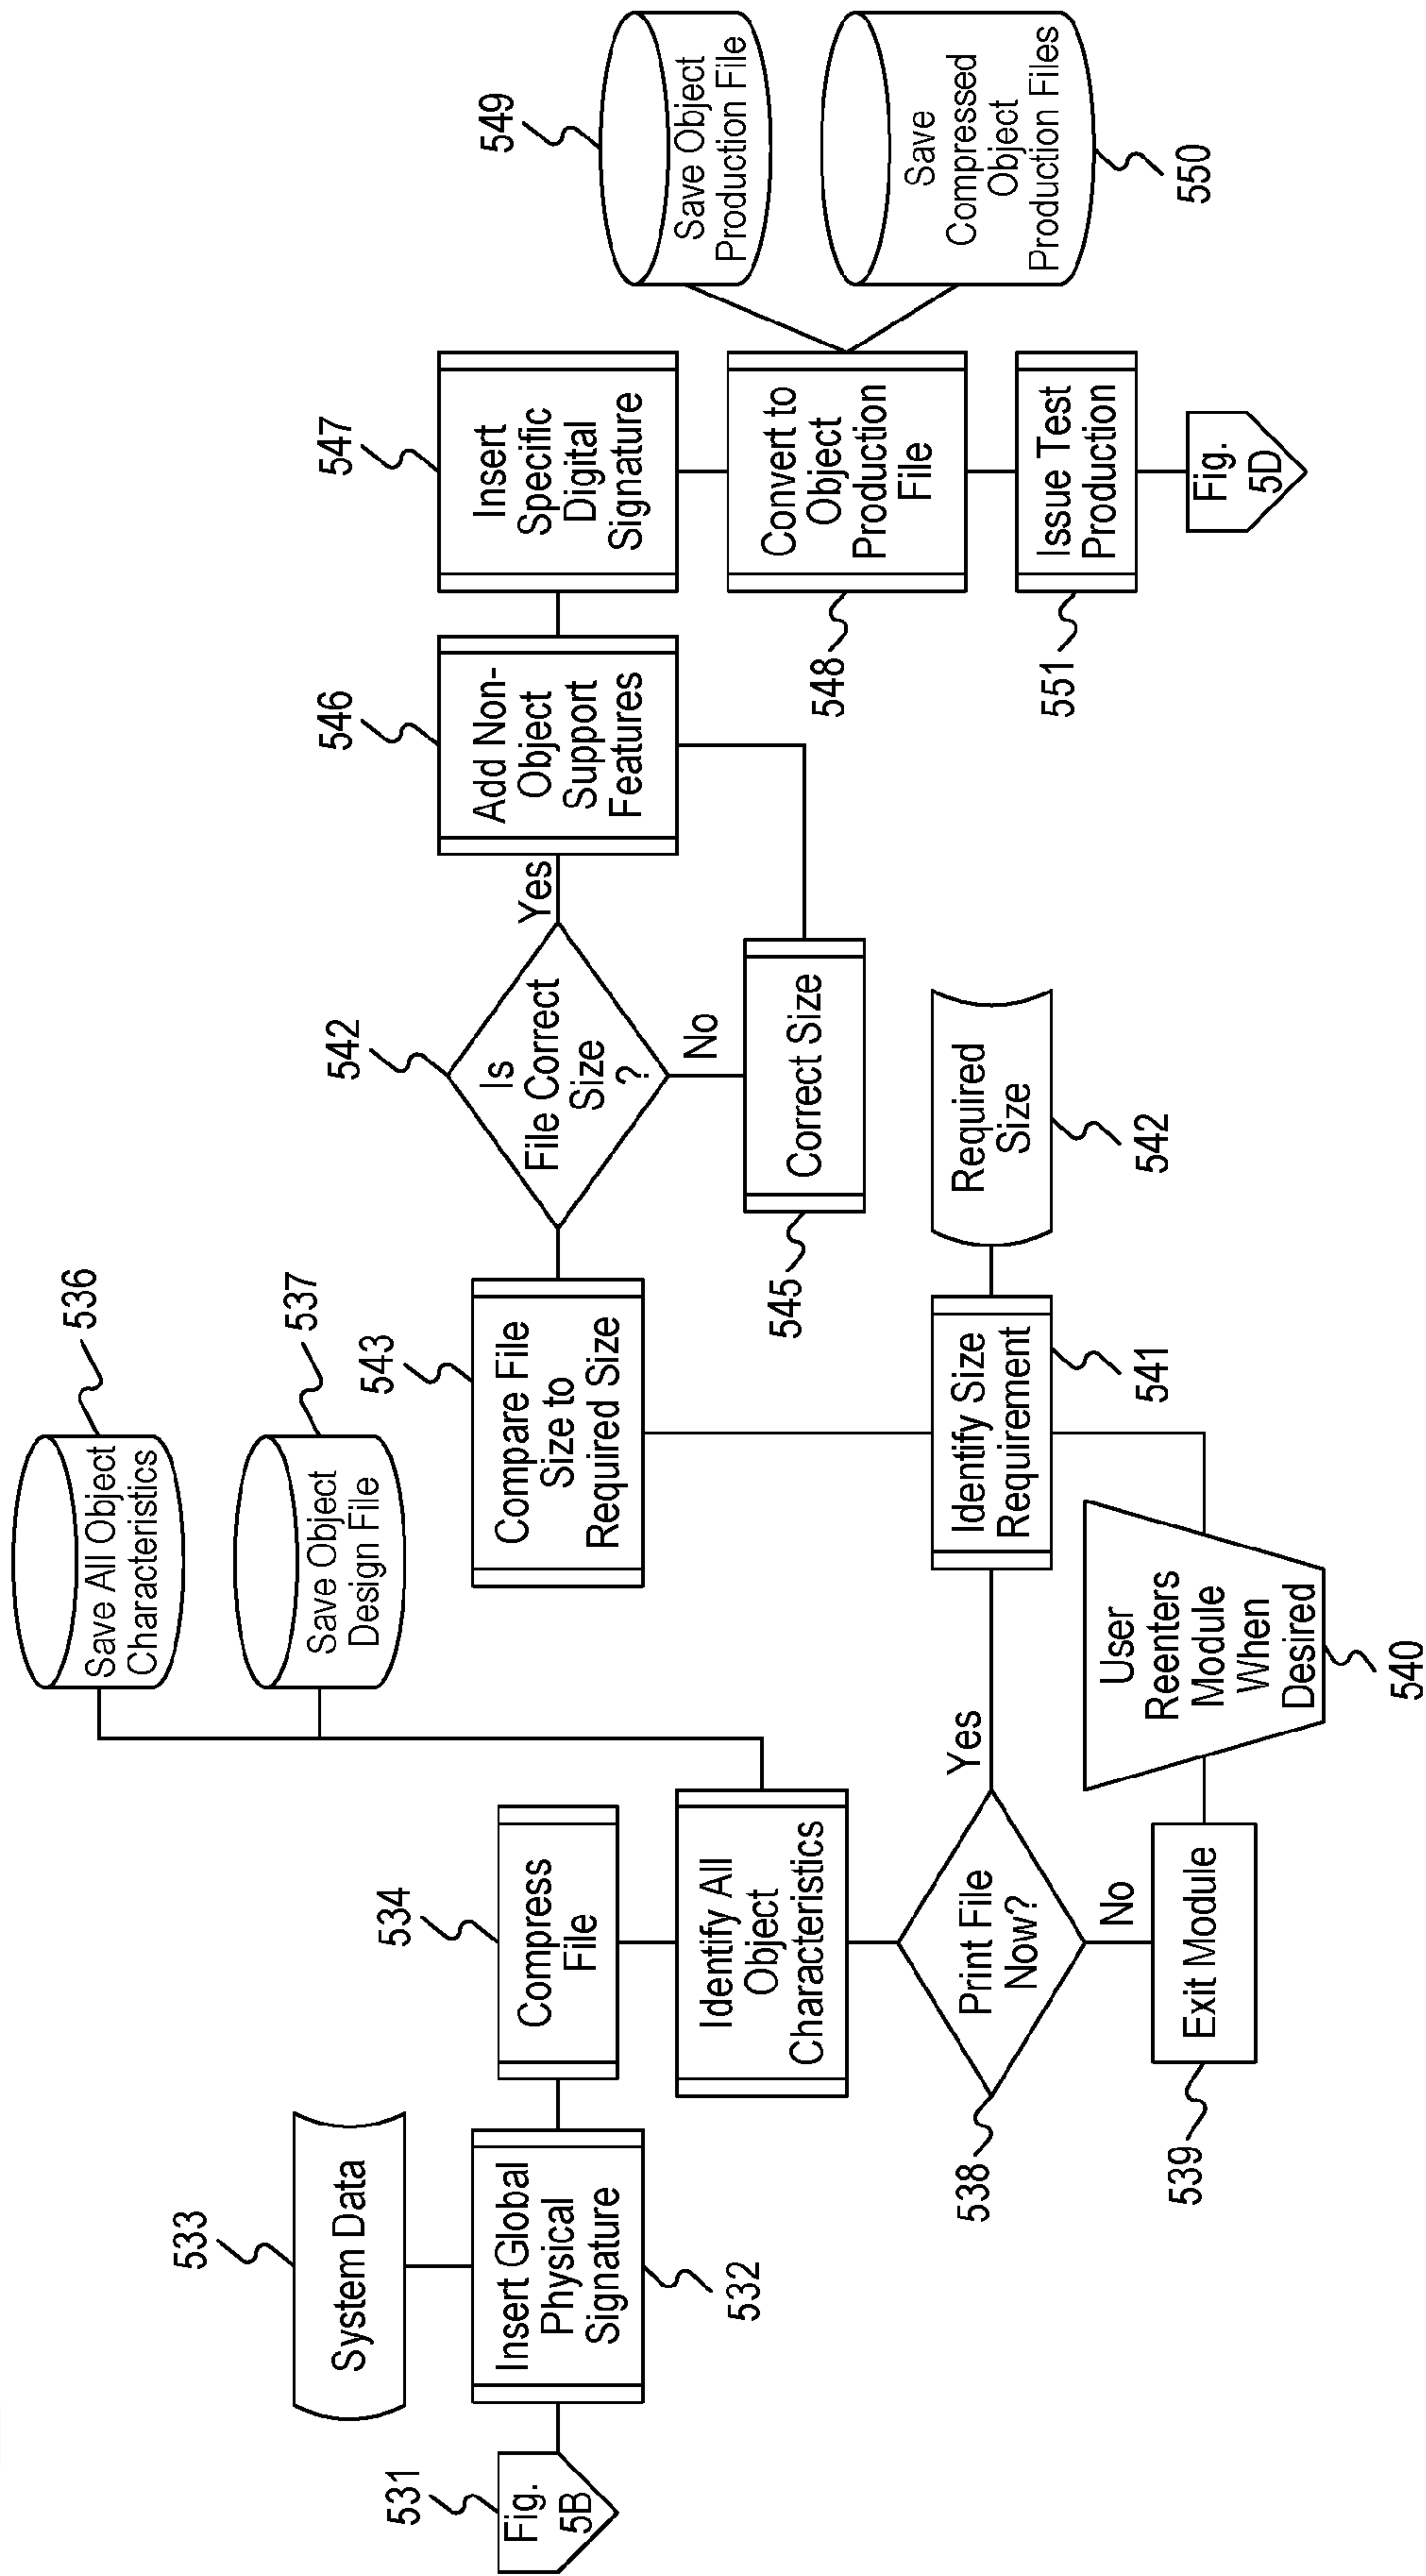 531
Fig.
5B
533
System Data
Insert Global
Physical
Signature
532
534
Compress
File
Identify All
Object
Characteristics
536
Save All Object
Characteristics
537
Save Object
Design File
538
Print File
Now?
Yes
No
539
Exit Module
User
Reenters
Module
When
Desired
540
Identify Size
Requirement
541
Required
Size
542
543
Compare File
Size to
Required Size
542
Is
File Correct
Size
?
Yes
No
545
Correct Size
546
Add Non-
Object
Support
Features
547
Insert
Specific
Digital
Signature
548
Convert to
Object
Production
File
549
Save Object
Production File
Save
Compressed
Object
Production Files
550
551
Issue Test
Production
Fig.
5D